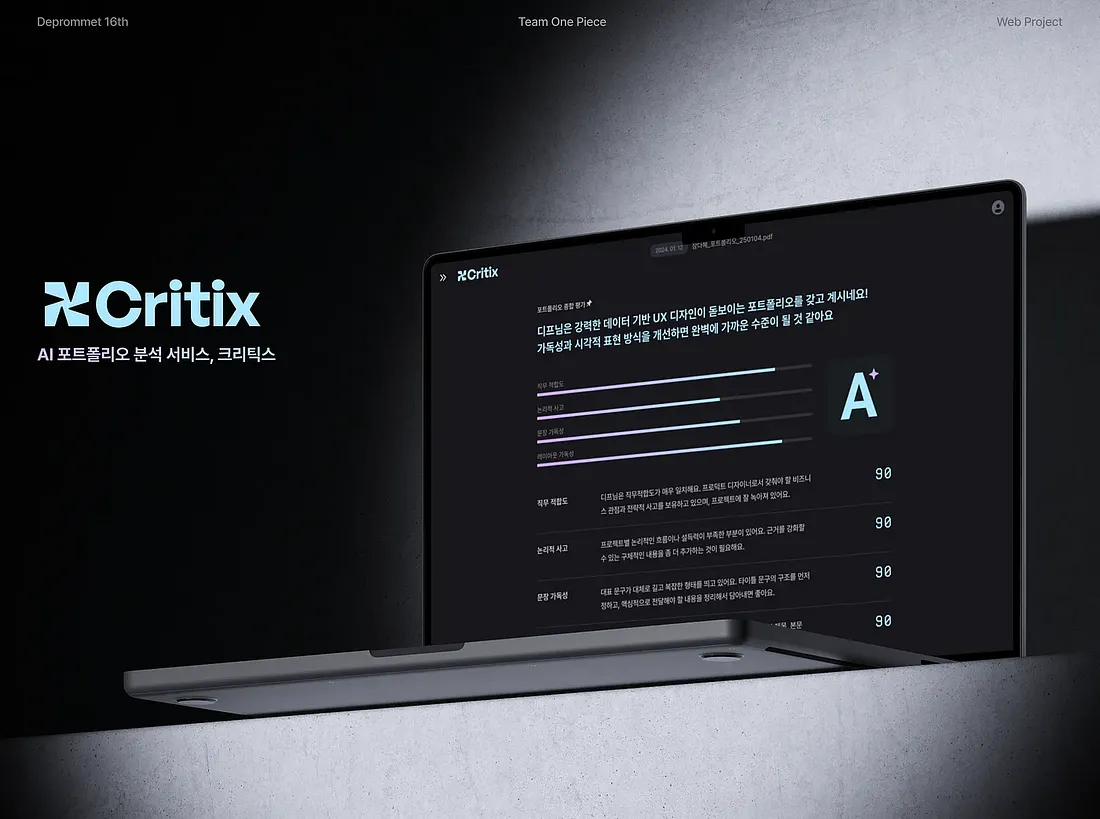 Deprommet 16th
Team One Piece
Web Project
Critix
AI 포트폴리오 분석 서비스, 크리틱스
2024. 01. 12
포트폴리오_250104.pdf
Critix
포트폴리오 종합 평가
디프님은 강력한 데이터 기반 UX 디자인이 돋보이는 포트폴리오를 갖고 계시네요!
가독성과 시각적 표현 방식을 개선하면 완벽에 가까운 수준이 될 것 같아요
직무 적합도
논리적 사고
문장 가독성
레이아웃 가독성
A
직무 적합도
디프님은 직무적합도가 매우 일치해요. 프로덕트 디자이너로서 갖춰야 할 비즈니
스 관점과 전략적 사고를 보유하고 있으며, 프로젝트에 잘 녹아져 있어요.
90
논리적 사고
프로젝트별 논리적인 흐름이나 설득력이 부족한 부분이 있어요. 근거를 강화할
수 있는 구체적인 내용을 좀 더 추가하는 것이 필요해요.
90
문장 가독성
대표 문구가 대체로 길고 복잡한 형태를 띄고 있어요. 타이틀 문구의 구조를 먼저
정하고, 핵심적으로 전달해야 할 내용을 정리해서 담아내면 좋아요.
90
본문
90